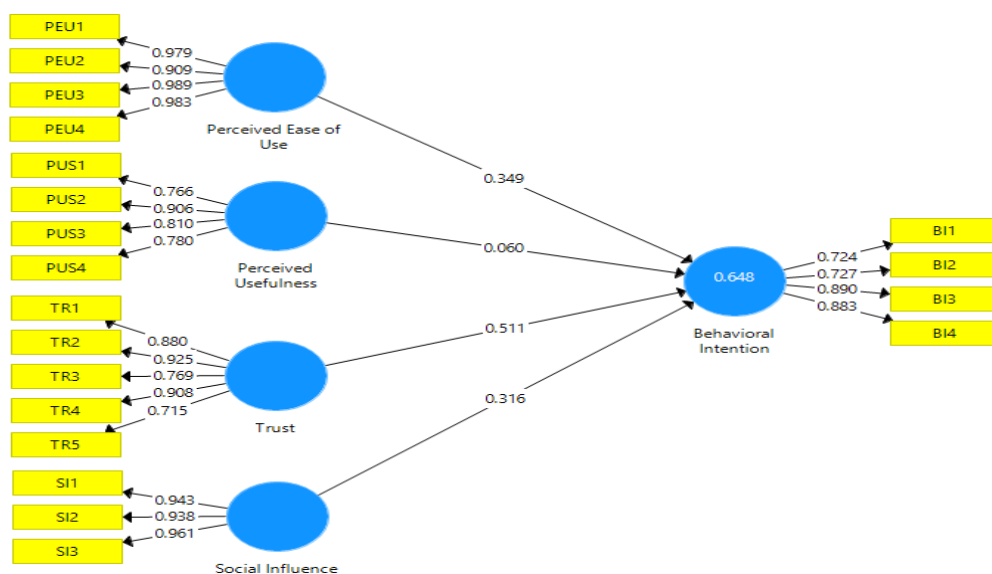 PEU1
PEU2
PEU3
PEU4
0.979
0.909
0.989
0.983
Perceived Ease of
Use
PUS1
PUS2
PUS3
PUS4
0.766
0.906
0.810
0.780
Perceived
Usefulness
TR1
TR2
TR3
TR4
TR5
0.880
0.925
0.769
0.908
0.715
Trust
SI1
SI2
SI3
0.943
0.938
0.961
Social Influence
0.349
0.060
0.511
0.316
0.648
Behavioral
Intention
0.724
0.727
0.890
0.883
BI1
BI2
BI3
BI4